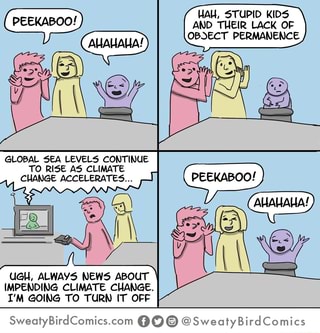 PEEKABOO!
AHAHAHA!
HAH, STUPID KIDS
AND THEIR LACK OF
OBJECT PERMANENCE
GLOBAL SEA LEVELS CONTINUE
TO RISE AS CLIMATE
CHANGE ACCELERATES...
UGH, ALWAYS NEWS ABOUT
IMPENDING CLIMATE CHANGE.
I'M GOING TO TURN IT OFF
PEEKABOO!
AHAHAHA!
SweatyBirdComics.com @SweatyBirdComics